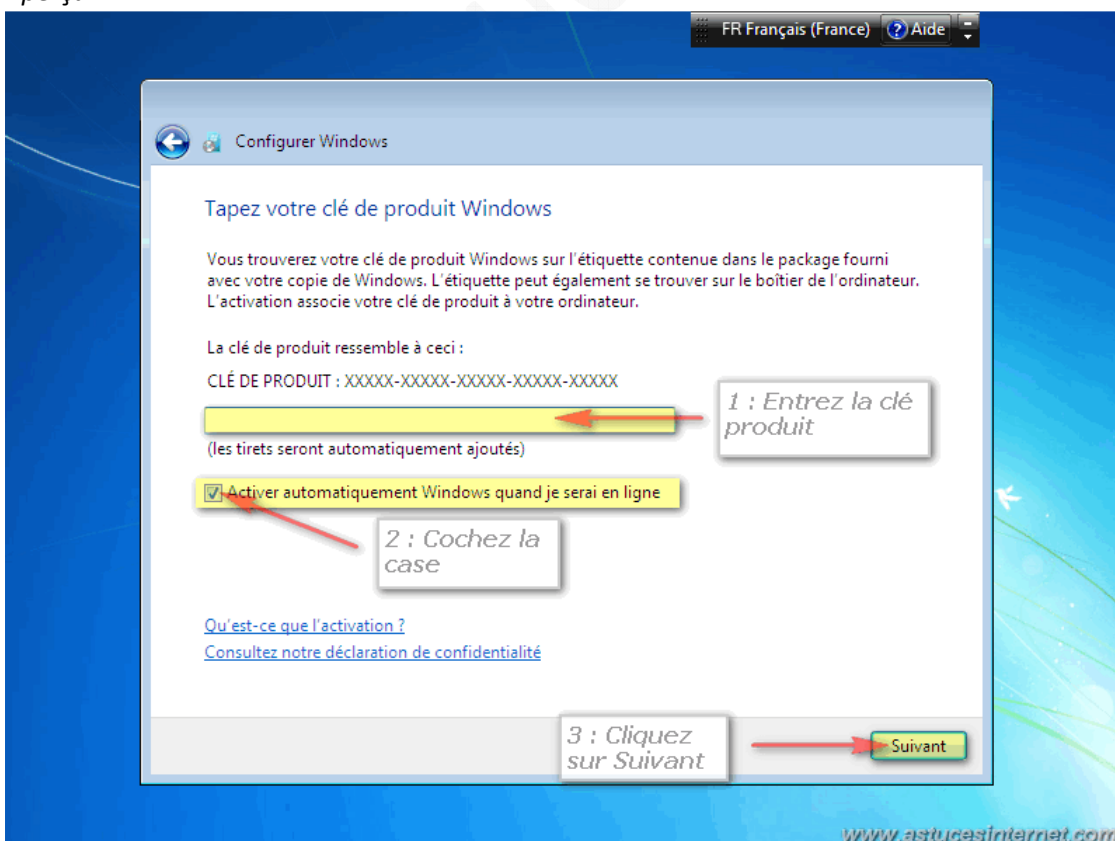 FR Français (France) Aide
Configurer Windows
Tapez votre clé de produit Windows
Vous trouverez votre clé de produit Windows sur l'étiquette contenue dans le package fourni
avec votre copie de Windows. L'étiquette peut également se trouver sur le boîtier de l'ordinateur.
L'activation associe votre clé de produit à votre ordinateur.
La clé de produit ressemble à ceci :
CLÉ DE PRODUIT : XXXXX-XXXXX-XXXXX-XXXXX-XXXXX
1 : Entrez la clé
produit
(les tirets seront automatiquement ajoutés)
Activer automatiquement Windows quand je serai en ligne
2 : Cochez la
case
Qu'est-ce que l'activation ?
Consultez notre déclaration de confidentialité
3 : Cliquez
sur Suivant
Suivant
www.astucesinternet.com